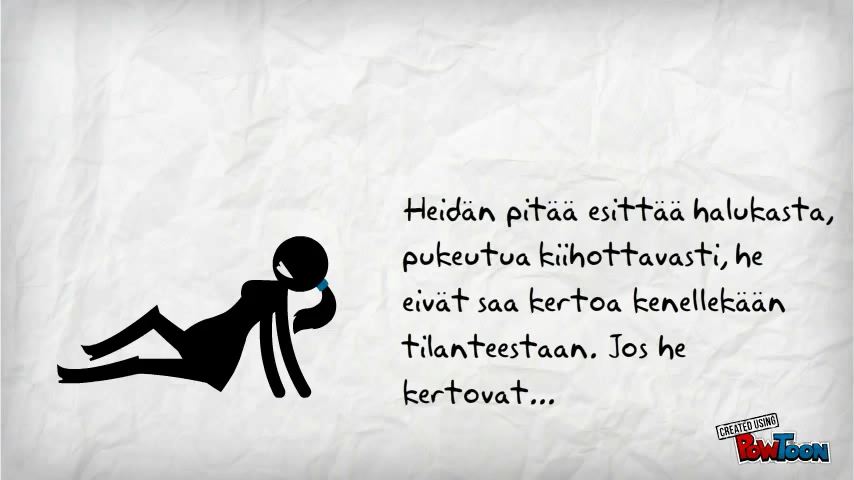 Heidän pitää esittää halukasta,
pukeutua kiihottavasti, he
eivät saa kertoa kenellekään
tilanteestaan. Jos he
kertovat...
CREATED USING
POWTOON